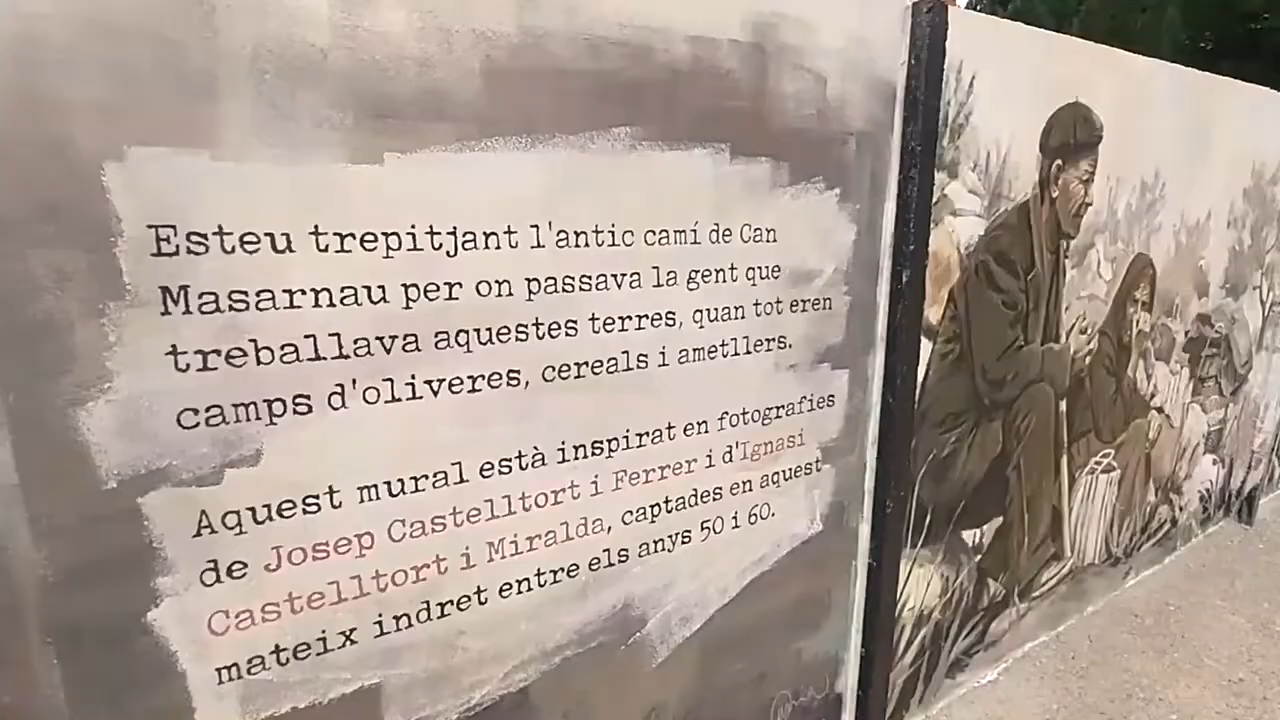 Esteu trepitjant l'antic camí de Can
Masarnau per on passava la gent que
treballava aquestes terres, quan tot eren
camps d'oliveres, cereals i ametllers.
Aquest mural està inspirat en fotografies
de Josep Castelltort i Ferrer i d'Ignasi
Castelltort i Miralda, captades en aquest
mateix indret entre els anys 50 i 60.